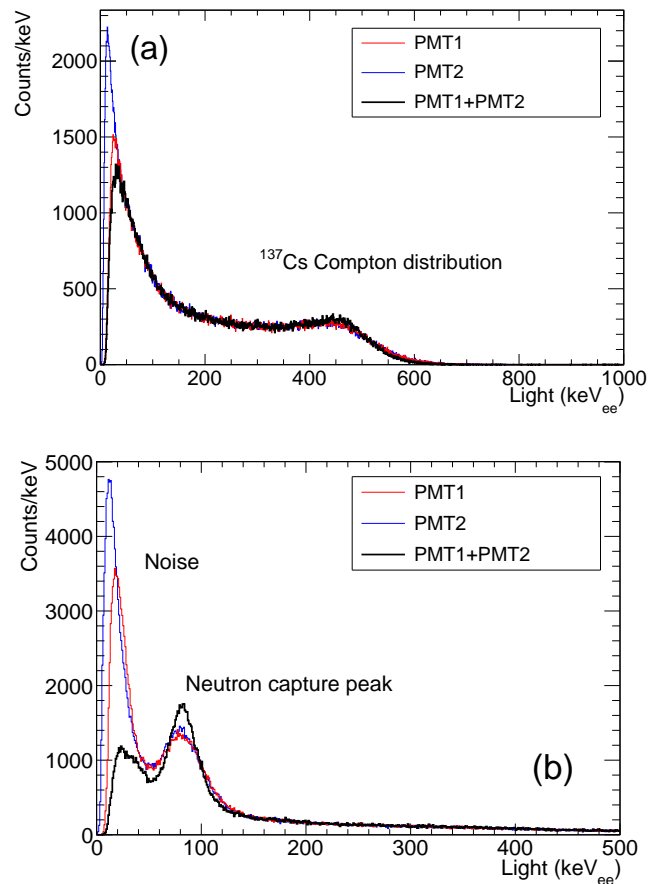 Counts/keV
2000
1500
1000
500
0
(a)
PMT1
PMT2
PMT1+PMT2
137Cs Compton distribution
0 200 400 600 800 1000
Light (keVee)
Counts/keV
5000
4000
3000
2000
1000
0
PMT1
PMT2
PMT1+PMT2
Noise
Neutron capture peak
(b)
0 100 200 300 400 500
Light (keVee)